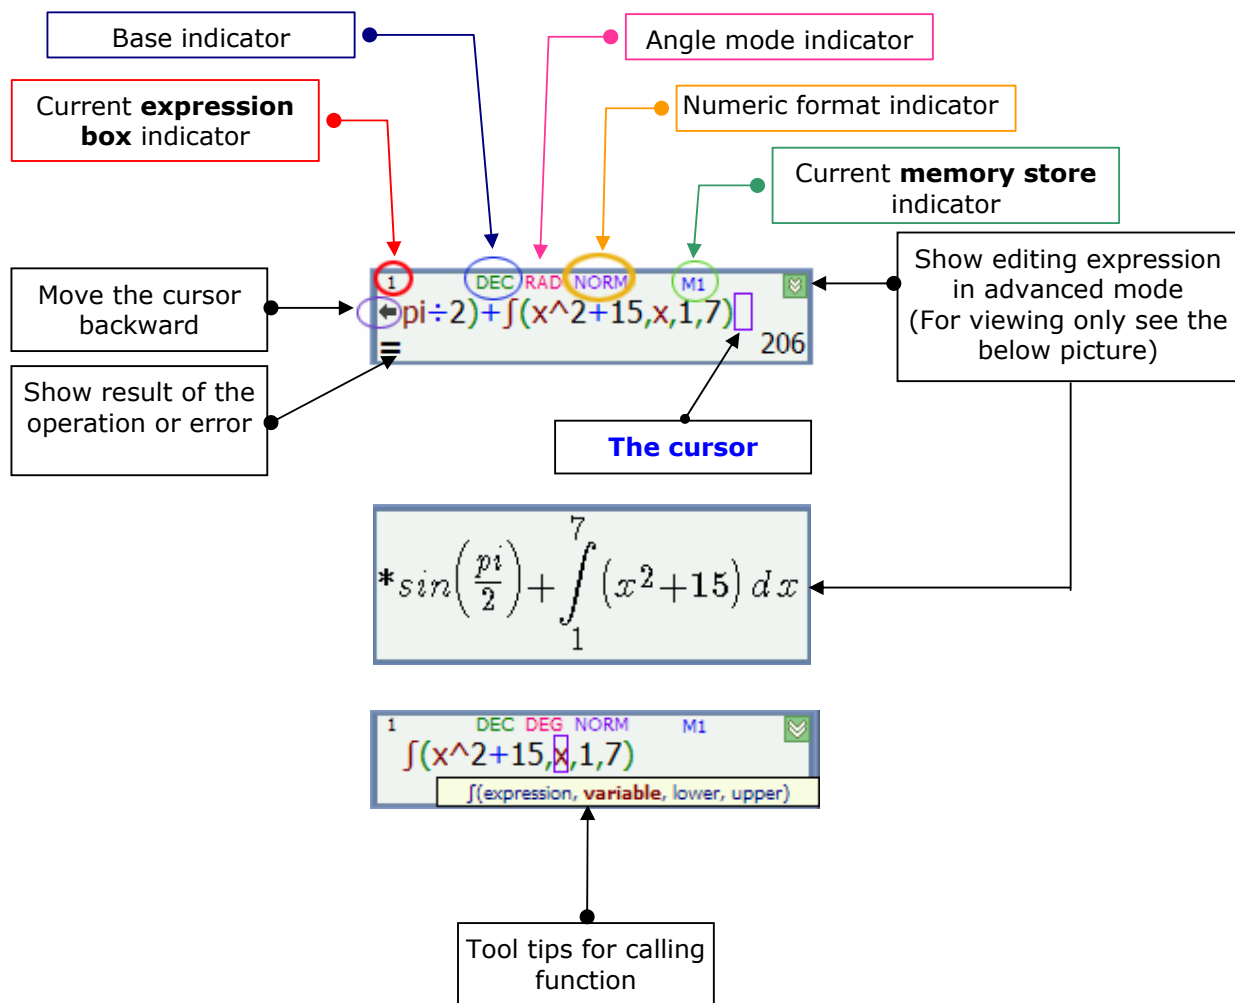 Base indicator
Angle mode indicator
Current expression
box indicator
Numeric format indicator
Current memory store
indicator
Move the cursor
backward
1 DEC RAD NORM M1
pi÷2)+∫(x^2+15,x,1,7)
=
206
Show editing expression
in advanced mode
(For viewing only see the
below picture)
Show result of the
operation or error
The cursor
*sin(pi/2)+∫₁⁷(x²+15)dx
1 DEC DEG NORM M1
∫(x^2+15,x,1,7)
∫(expression, variable, lower, upper)
Tool tips for calling
function